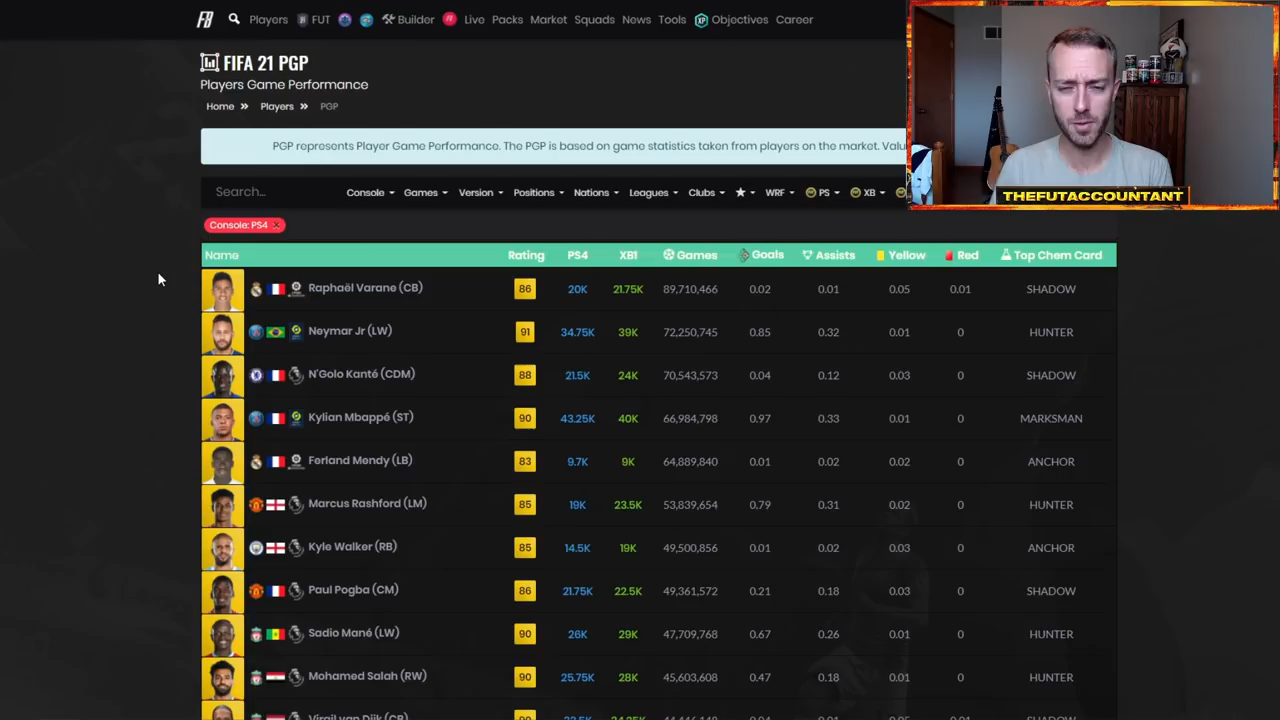 FB Players FUT Builder Live Packs Market Squads News Tools XP Objectives Career
FIFA 21 PGP
Players Game Performance
Home » Players » PGP
PGP represents Player Game Performance. The PGP is based on game statistics taken from players on the market. Valu
THEFUTACCOUNTANT
Search... Console Games Version Positions Nations Leagues Clubs WRF PS XB
Console: PS4 ×
Name Rating PS4 XB1 Games Goals Assists Yellow Red Top Chem Card
Raphaël Varane (CB) 86 20K 21.75K 89,710,466 0.02 0.01 0.05 0.01 SHADOW
Neymar Jr (LW) 91 34.75K 39K 72,250,745 0.85 0.32 0.01 0 HUNTER
N'Golo Kanté (CDM) 88 21.5K 24K 70,543,573 0.04 0.12 0.03 0 SHADOW
Kylian Mbappé (ST) 90 43.25K 40K 66,984,798 0.97 0.33 0.01 0 MARKSMAN
Ferland Mendy (LB) 83 9.7K 9K 64,889,840 0.01 0.02 0.02 0 ANCHOR
Marcus Rashford (LM) 85 19K 23.5K 53,839,654 0.79 0.31 0.02 0 HUNTER
Kyle Walker (RB) 85 14.5K 19K 49,500,856 0.01 0.02 0.03 0 ANCHOR
Paul Pogba (CM) 86 21.75K 22.5K 49,361,572 0.21 0.18 0.03 0 SHADOW
Sadio Mané (LW) 90 26K 29K 47,709,768 0.67 0.26 0.01 0 HUNTER
Mohamed Salah (RW) 90 25.75K 28K 45,603,608 0.47 0.18 0.01 0 HUNTER
Virgil van Dijk (CB)